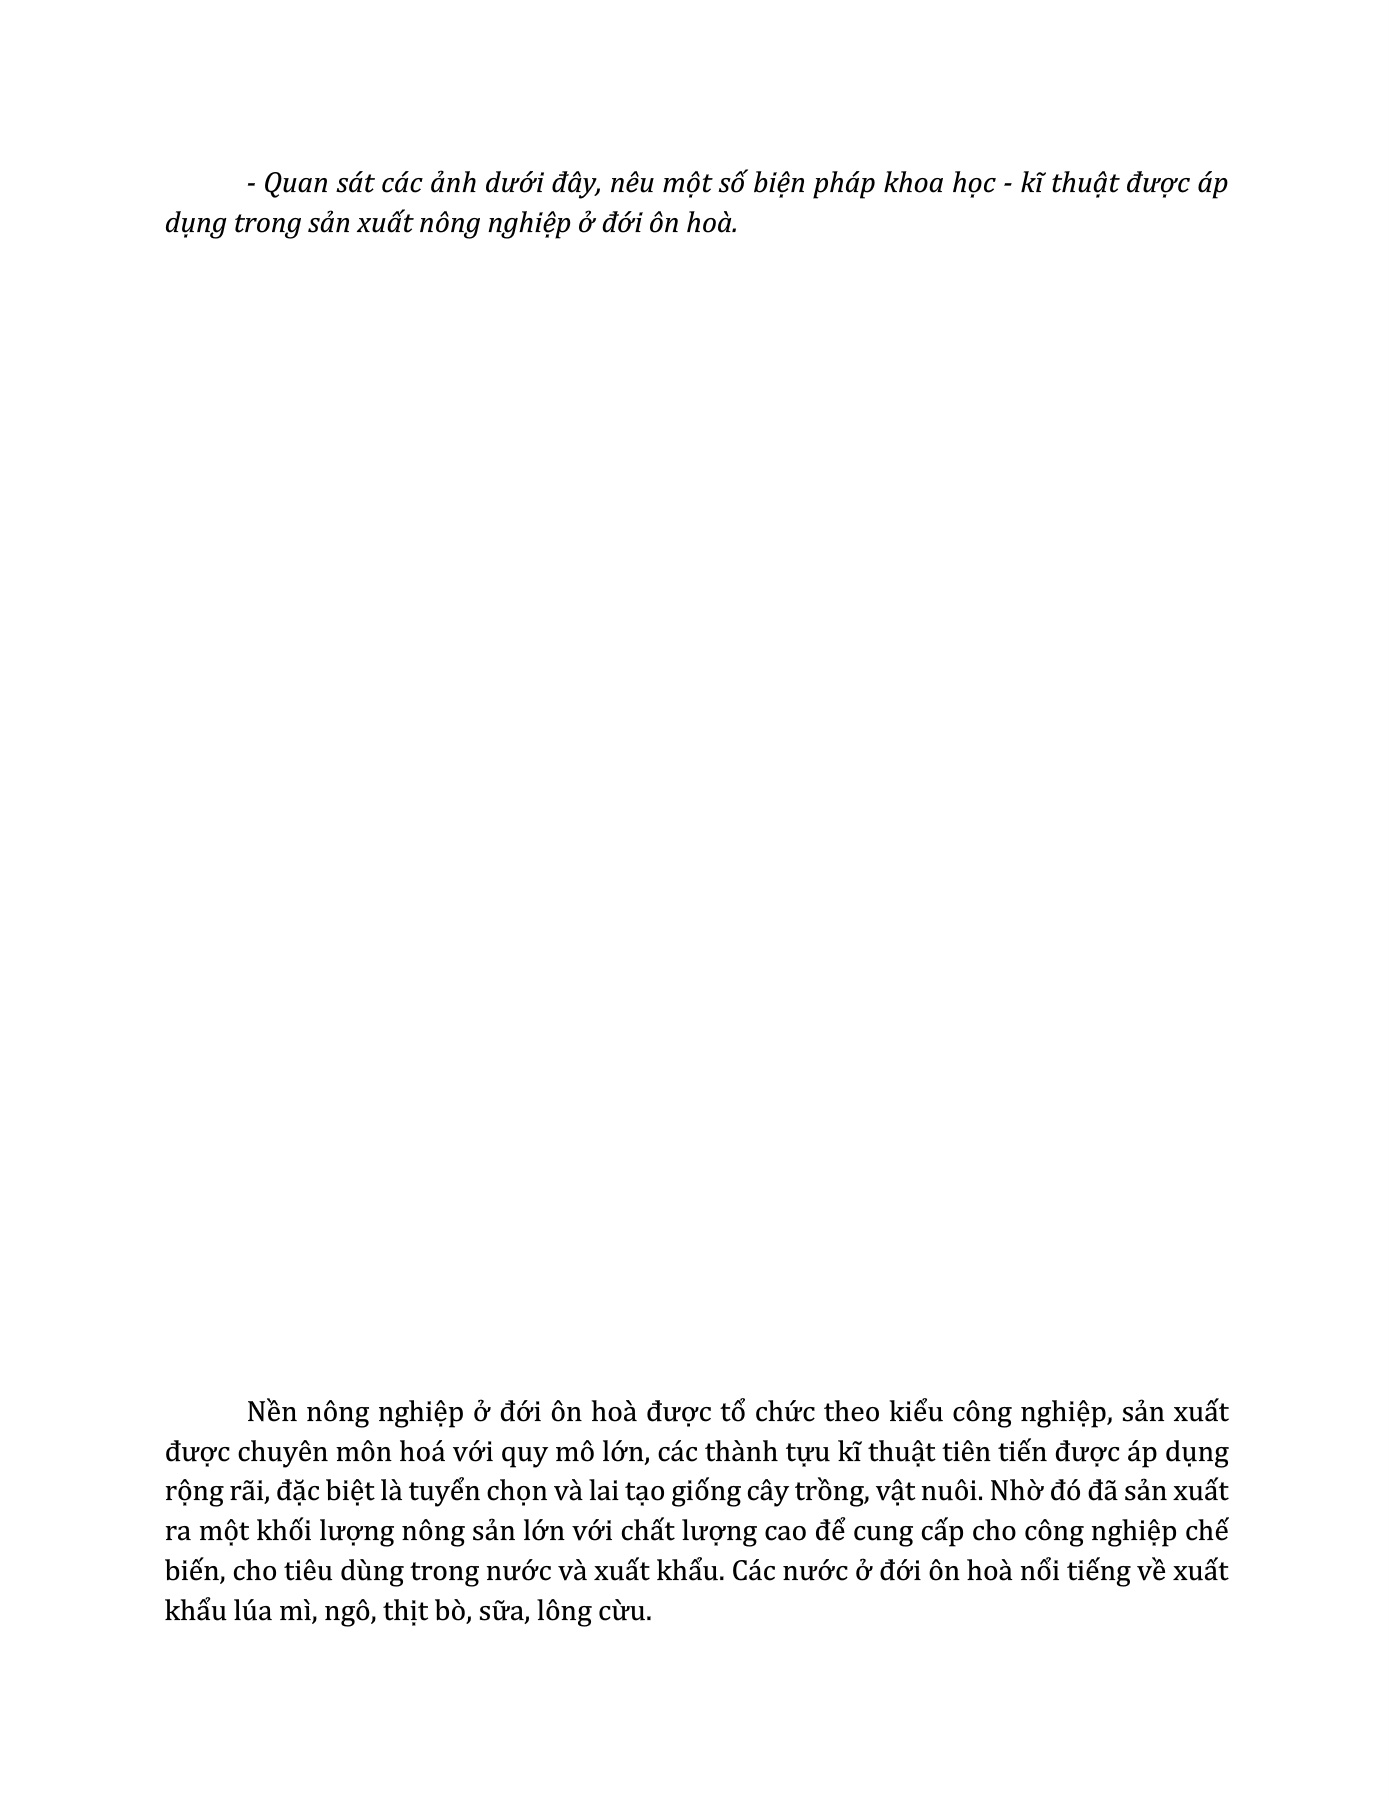 - Quan sát các ảnh dưới đây, nêu một số biện pháp khoa học - kĩ thuật được áp
dụng trong sản xuất nông nghiệp ở đới ôn hoà.
Nền nông nghiệp ở đới ôn hoà được tổ chức theo kiểu công nghiệp, sản xuất
được chuyên môn hoá với quy mô lớn, các thành tựu kĩ thuật tiên tiến được áp dụng
rộng rãi, đặc biệt là tuyển chọn và lai tạo giống cây trồng, vật nuôi. Nhờ đó đã sản xuất
ra một khối lượng nông sản lớn với chất lượng cao để cung cấp cho công nghiệp chế
biến, cho tiêu dùng trong nước và xuất khẩu. Các nước ở đới ôn hoà nổi tiếng về xuất
khẩu lúa mì, ngô, thịt bò, sữa, lông cừu.